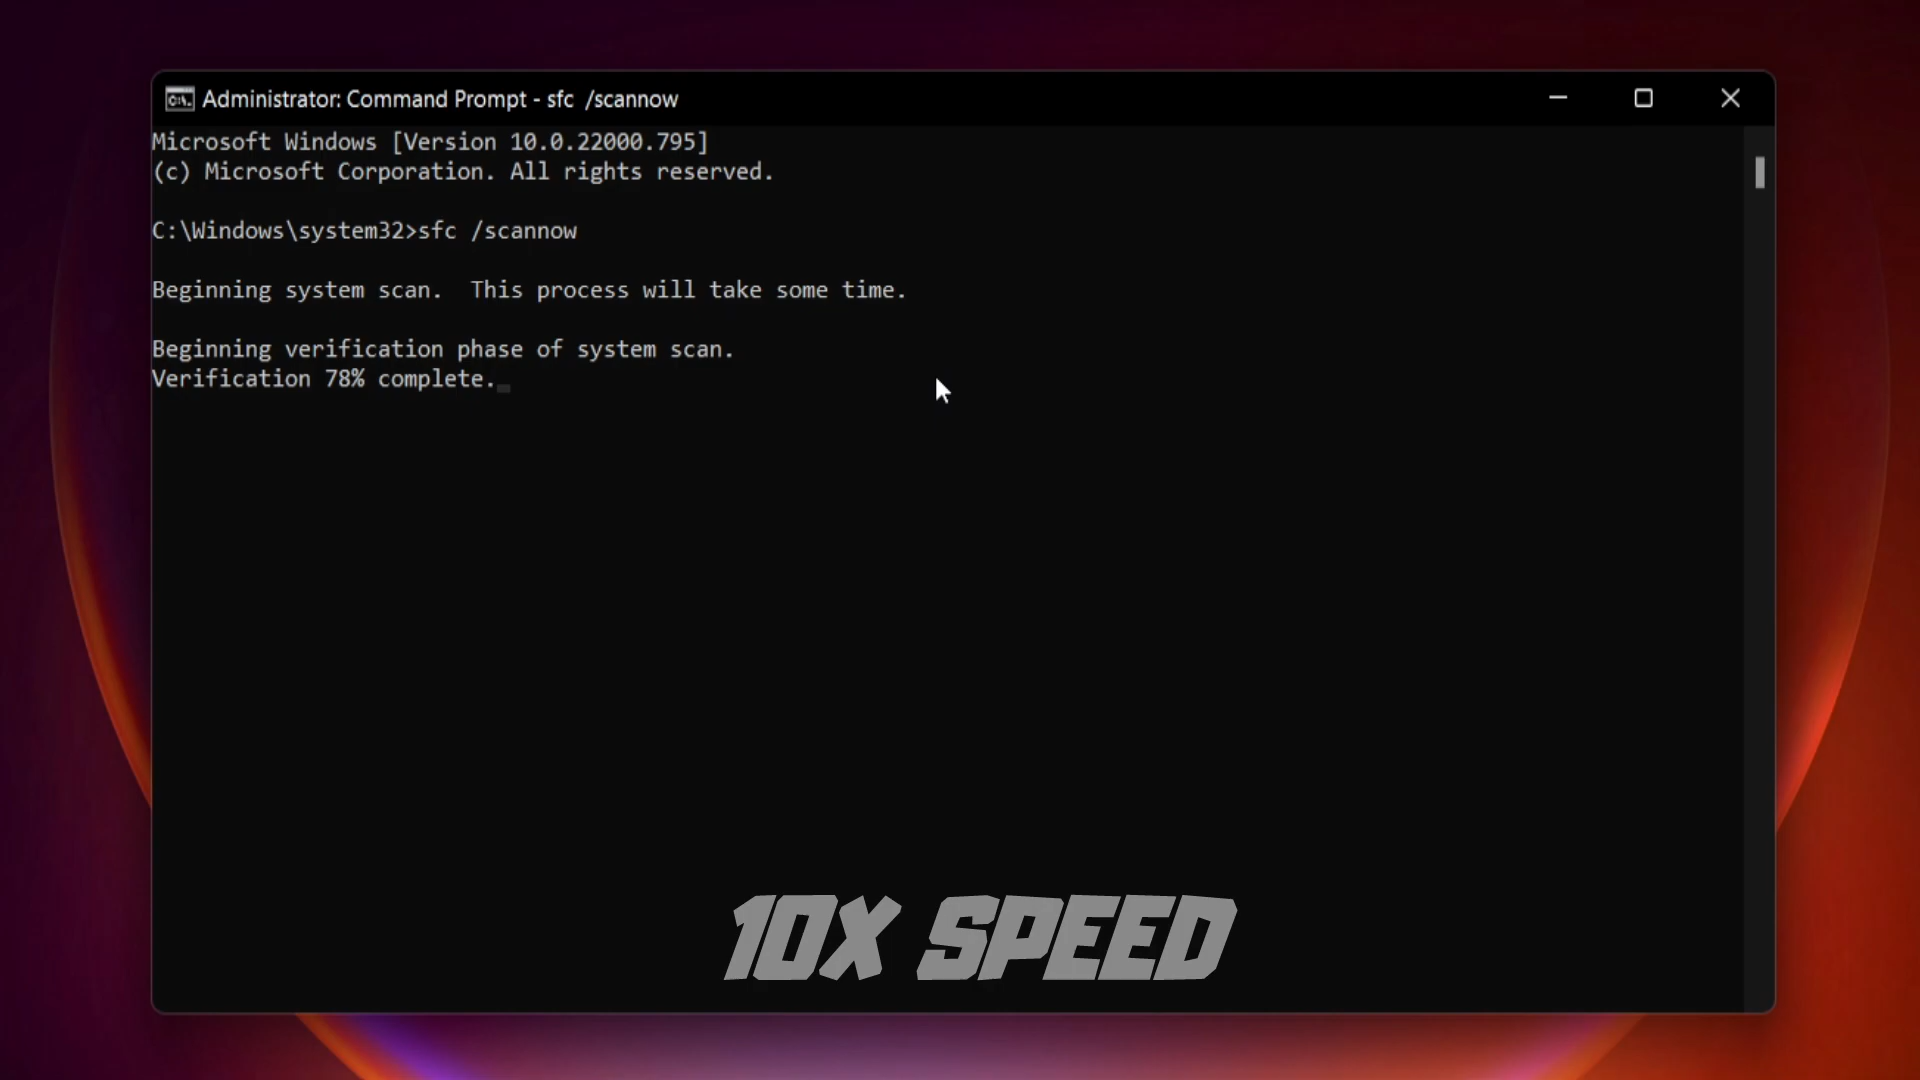 Administrator: Command Prompt - sfc  /scannow
Microsoft Windows [Version 10.0.22000.795]
(c) Microsoft Corporation. All rights reserved.
C:\Windows\system32>sfc /scannow
Beginning system scan.  This process will take some time.
Beginning verification phase of system scan.
Verification 78% complete.
10X SPEED